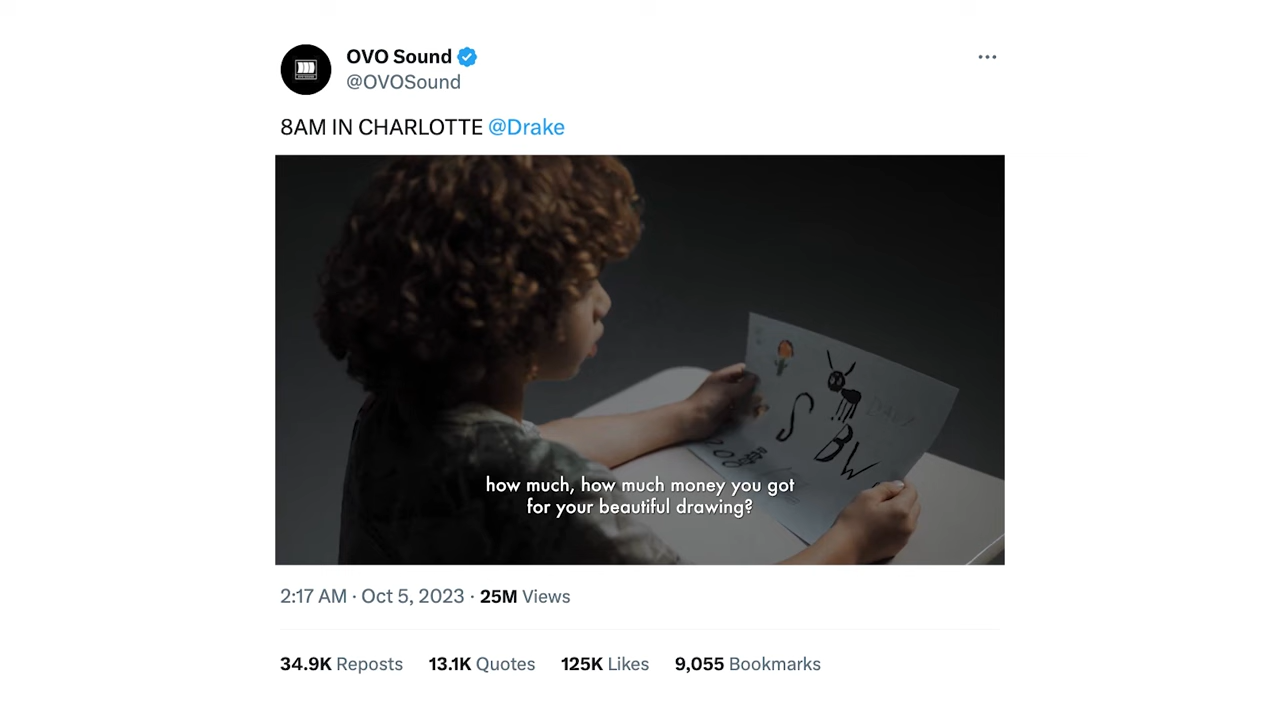 OVO Sound
@OVOSound
8AM IN CHARLOTTE @Drake
S
BW
how much, how much money you got
for your beautiful drawing?
2:17 AM · Oct 5, 2023 · 25M Views
34.9K Reposts 13.1K Quotes 125K Likes 9,055 Bookmarks